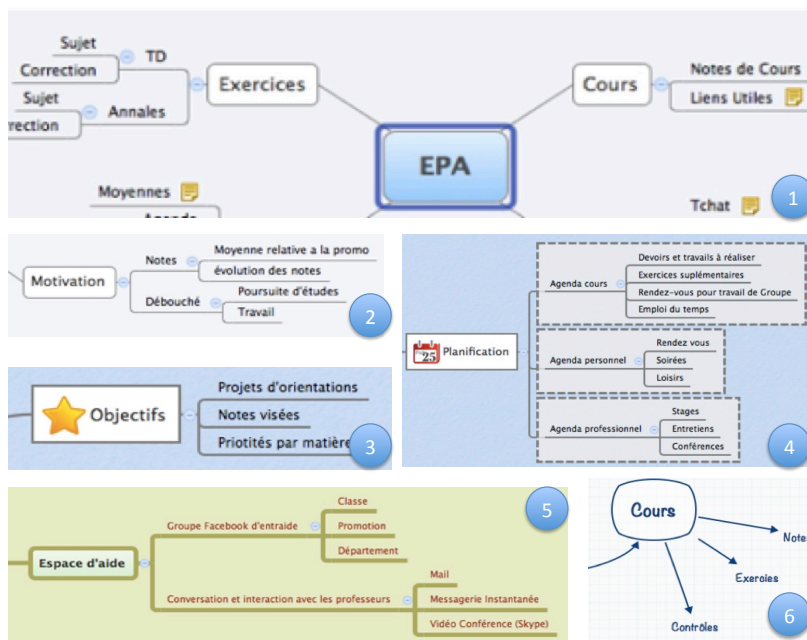 Sujet
Correction
TD
Sujet
Annales
Exercices
EPA
Cours
Notes de Cours
Liens Utiles
Moyennes
Tchat
1
Motivation
Notes
Moyenne relative a la promo
évolution des notes
Débouché
Poursuite d'études
Travail
2
Objectifs
Projets d'orientations
Notes visées
Priotités par matière
3
25
Planification
Agenda cours
Devoirs et travails à réaliser
Exercices suplémentaires
Rendez-vous pour travail de Groupe
Emploi du temps
Agenda personnel
Rendez vous
Soirées
Loisirs
Agenda professionnel
Stages
Entretiens
Conférences
4
Espace d'aide
Groupe Facebook d'entraide
Classe
Promotion
Département
Conversation et interaction avec les professeurs
Mail
Messagerie Instantanée
Vidéo Conférence (Skype)
5
Cours
Notes
Exercies
Contrôles
6